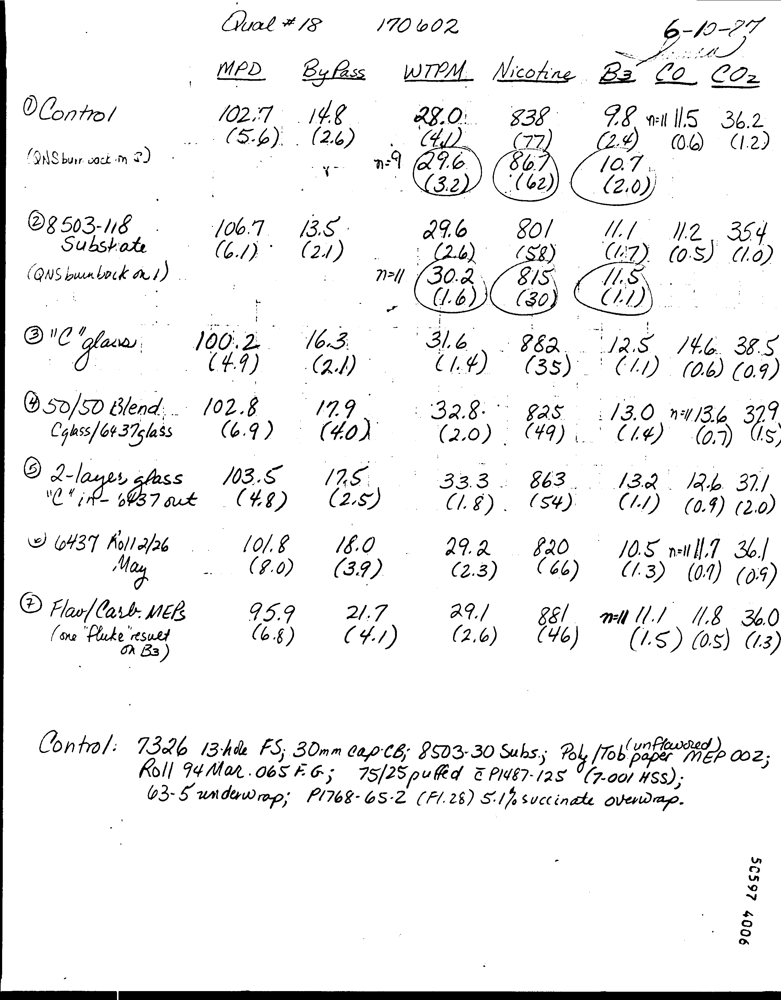 Qual #18 170602 6-10-87
MPD ByPass WTPM Nicotine B3 CO CO2
① Control 102.7 14.8 28.0 838 9.8 n=11 11.5 36.2
(5.6) (2.6) (4.1) (77) (2.4) (0.6) (1.2)
(QNS burn back on 3) n=9 29.6 867 10.7
(3.2) (62) (2.0)
② 8503-118 106.7 13.5 29.6 801 11.1 11.2 35.4
Substrate (6.1) (2.1) (2.6) (58) (1.7) (0.5) (1.0)
(QNS burn back on 1) n=11 30.2 815 11.5
(1.6) (30) (1.1)
③ "C" glass 100.2 16.3 31.6 882 12.5 14.6 38.5
(4.9) (2.1) (1.4) (35) (1.1) (0.6) (0.9)
④ 50/50 Blend 102.8 17.9 32.8 825 13.0 n=11 13.6 37.9
Cglass/6437glass (6.9) (4.0) (2.0) (49) (1.4) (0.7) (1.5)
⑤ 2-layer glass 103.5 17.5 33.3 863 13.2 12.6 37.1
"C" in - 6437 out (4.8) (2.5) (1.8) (54) (1.1) (0.9) (2.0)
⑥ 6437 Roll 2/26 101.8 18.0 29.2 820 10.5 n=11 11.7 36.1
May (8.0) (3.9) (2.3) (66) (1.3) (0.7) (0.9)
⑦ Flav/Carb. MEPs 95.9 21.7 29.1 881 n=11 11.1 11.8 36.0
(one "fluke" result (6.8) (4.1) (2.6) (46) (1.5) (0.5) (1.3)
on B3)
Control: 7326 13-hole FS; 30mm cap CB; 8503-30 Subs.; Poly/Tob paper (unflavored) MEP 002;
Roll 94 Mar. 065 F.G.; 75/25 puffed c̄ P1487-125 (7-001 HSS);
63-5 underwrap; P1768-65-2 (F1.28) 5.1% succinate overwrap.
50597 4006